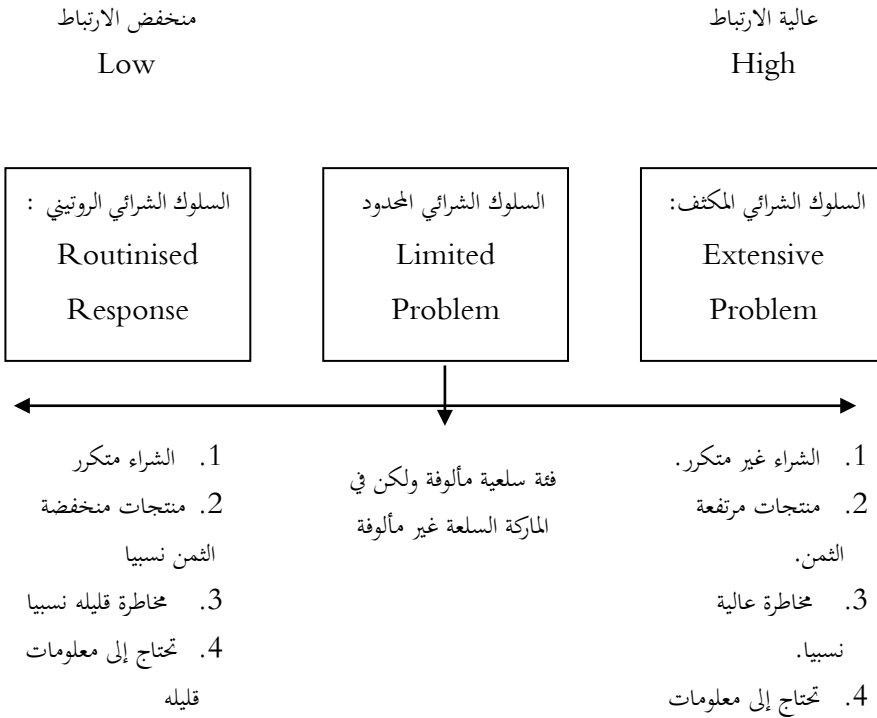 عالية الارتباط
High
منخفض الارتباط
Low
السلوك الشرائي المكثف:
Extensive
Problem
السلوك الشرائي المحدود
Limited
Problem
السلوك الشرائي الروتيني :
Routinised
Response
1. الشراء غير متكرر.
2. منتجات مرتفعة
الثمن.
3. مخاطرة عالية
نسبيا.
4. تحتاج إلى معلومات
فئة سلعية مألوفة ولكن في
الماركة السلعة غير مألوفة
1. الشراء متكرر
2. منتجات منخفضة
الثمن نسبيا
3. مخاطرة قليله نسبيا
4. تحتاج إلى معلومات
قليله